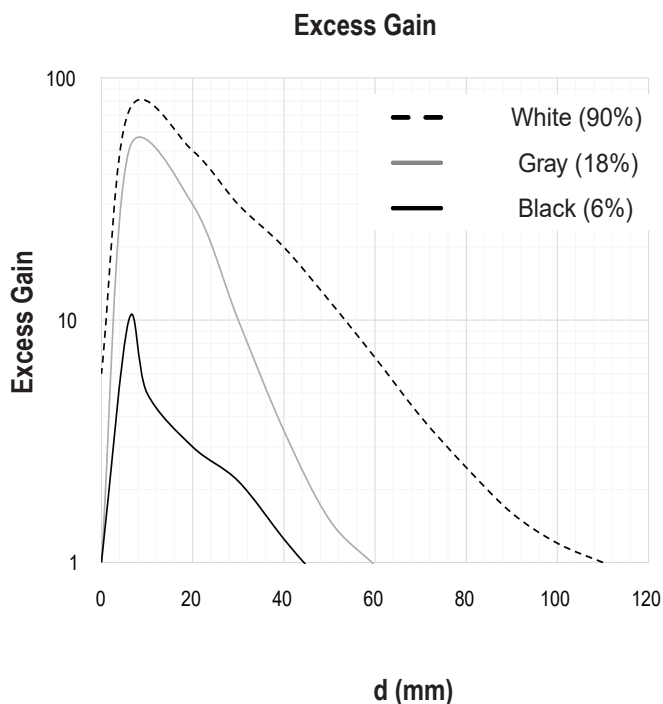 Excess Gain
100
White (90%)
Gray (18%)
Black (6%)
Excess Gain
10
1
0 20 40 60 80 100 120
d (mm)